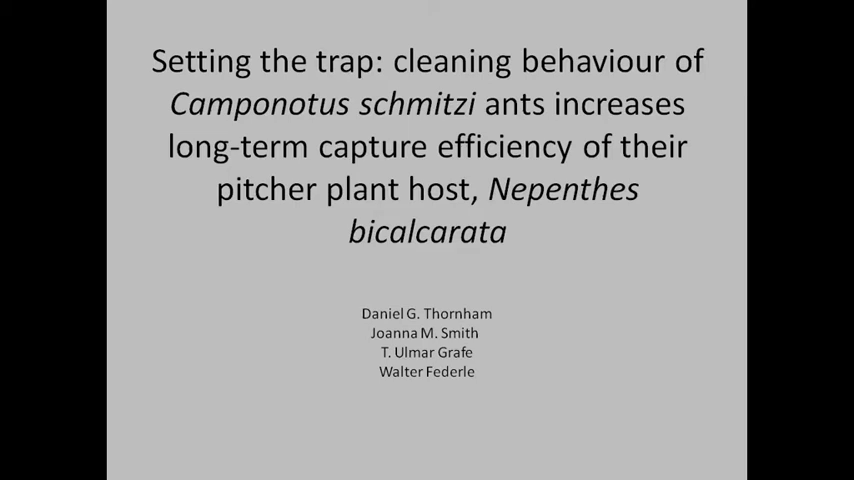 Setting the trap: cleaning behaviour of
Camponotus schmitzi ants increases
long-term capture efficiency of their
pitcher plant host, Nepenthes
bicalcarata
Daniel G. Thornham
Joanna M. Smith
T. Ulmar Grafe
Walter Federle